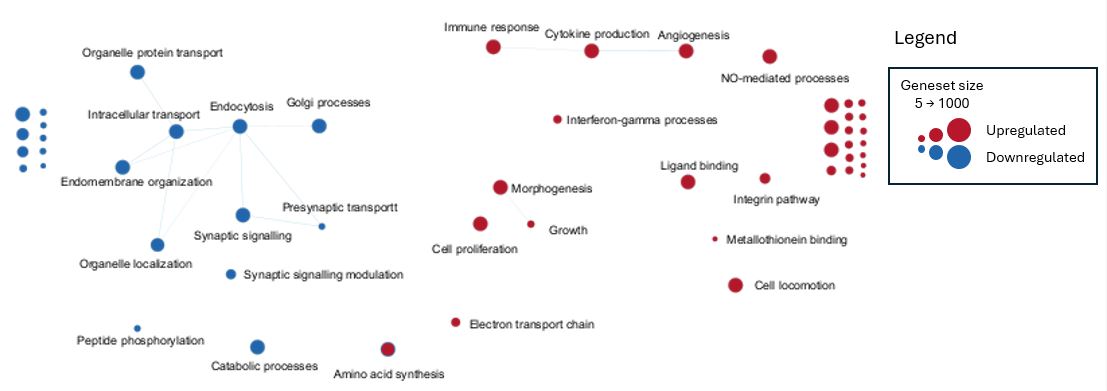 Immune response
Cytokine production
Angiogenesis
Legend
Organelle protein transport
NO-mediated processes
Geneset size
5 → 1000
Intracellular transport
Endocytosis
Golgi processes
Interferon-gamma processes
Upregulated
Downregulated
Endomembrane organization
Ligand binding
Morphogenesis
Integrin pathway
Presynaptic transportt
Synaptic signalling
Growth
Cell proliferation
Metallothionein binding
Organelle localization
Synaptic signalling modulation
Cell locomotion
Electron transport chain
Peptide phosphorylation
Catabolic processes
Amino acid synthesis